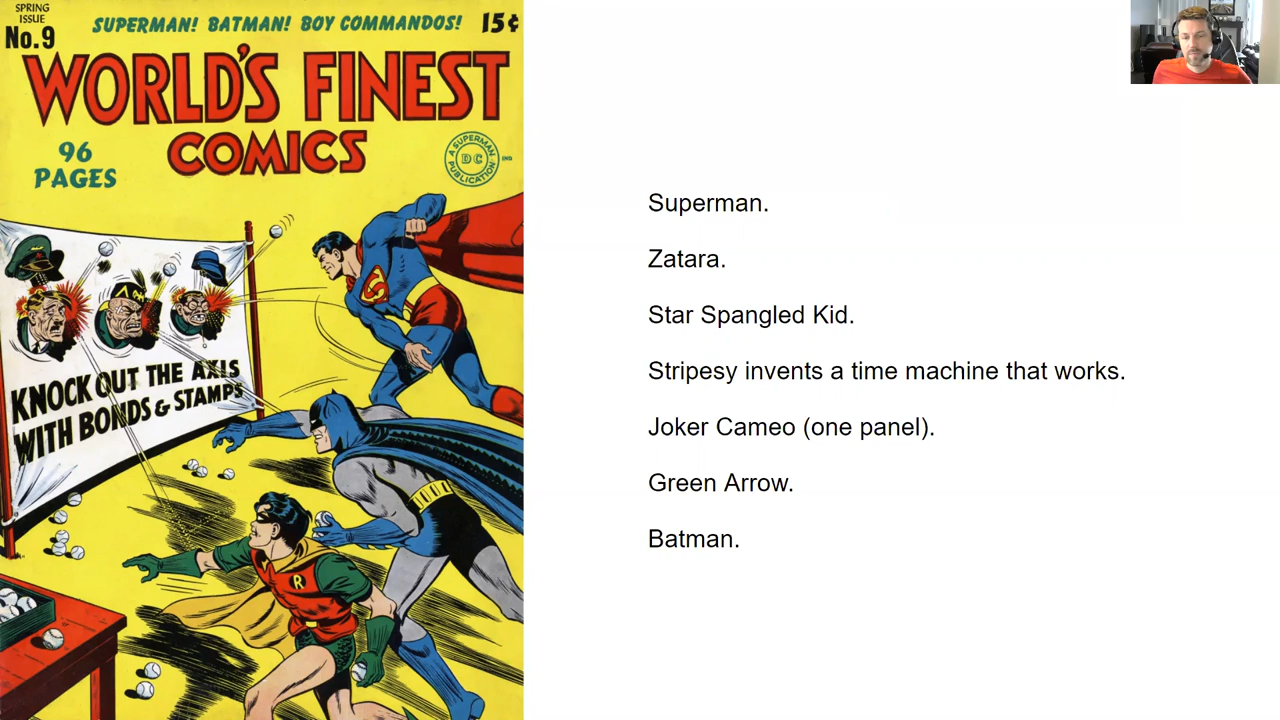 SPRING
ISSUE
No.9
SUPERMAN! BATMAN! BOY COMMANDOS!
15¢
WORLD'S FINEST
COMICS
96
PAGES
A SUPERMAN
DC
PUBLICATION
KNOCK OUT THE AXIS
WITH BONDS & STAMPS
R
Superman.
Zatara.
Star Spangled Kid.
Stripesy invents a time machine that works.
Joker Cameo (one panel).
Green Arrow.
Batman.